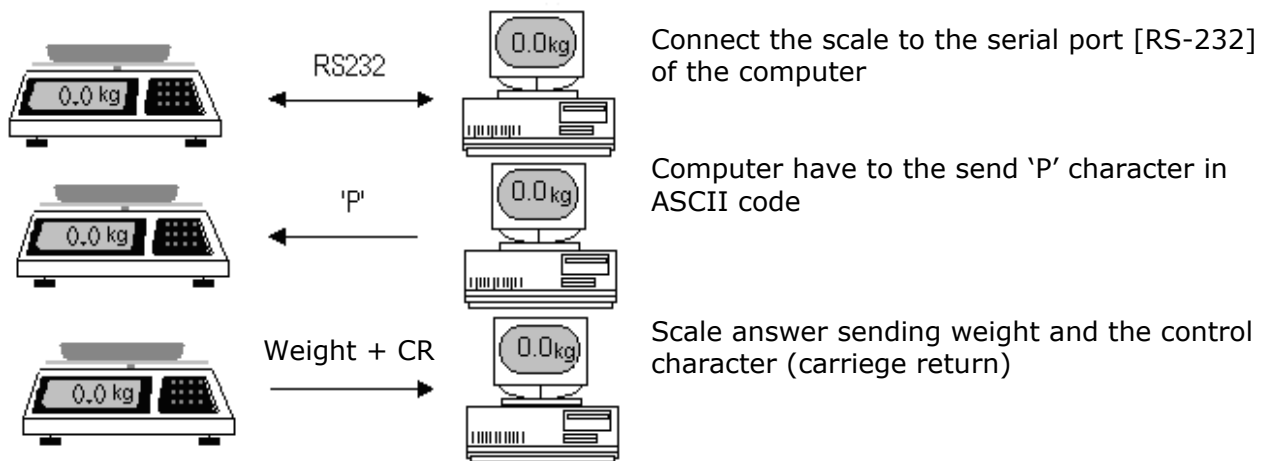 0.0 kg
RS232
0.0kg
Connect the scale to the serial port [RS-232]
of the computer
0.0 kg
'P'
0.0kg
Computer have to the send ‘P’ character in
ASCII code
0.0 kg
Weight + CR
0.0kg
Scale answer sending weight and the control
character (carriege return)